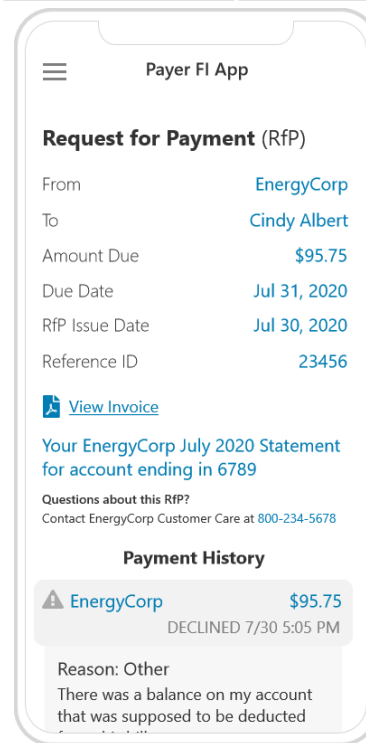 Payer FI App
Request for Payment (RfP)
From EnergyCorp
To Cindy Albert
Amount Due $95.75
Due Date Jul 31, 2020
RfP Issue Date Jul 30, 2020
Reference ID 23456
View Invoice
Your EnergyCorp July 2020 Statement
for account ending in 6789
Questions about this RfP?
Contact EnergyCorp Customer Care at 800-234-5678
Payment History
EnergyCorp $95.75
DECLINED 7/30 5:05 PM
Reason: Other
There was a balance on my account
that was supposed to be deducted